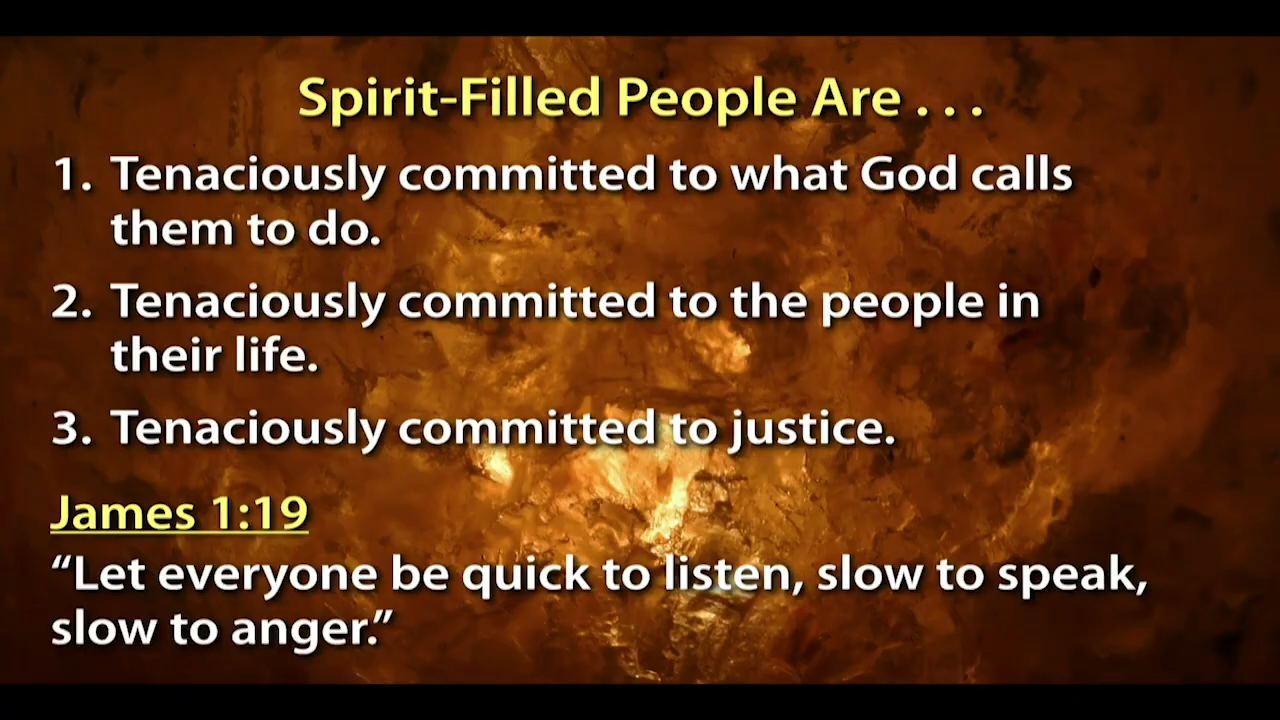 Spirit-Filled People Are . . .
1. Tenaciously committed to what God calls
them to do.
2. Tenaciously committed to the people in
their life.
3. Tenaciously committed to justice.
James 1:19
“Let everyone be quick to listen, slow to speak,
slow to anger.”